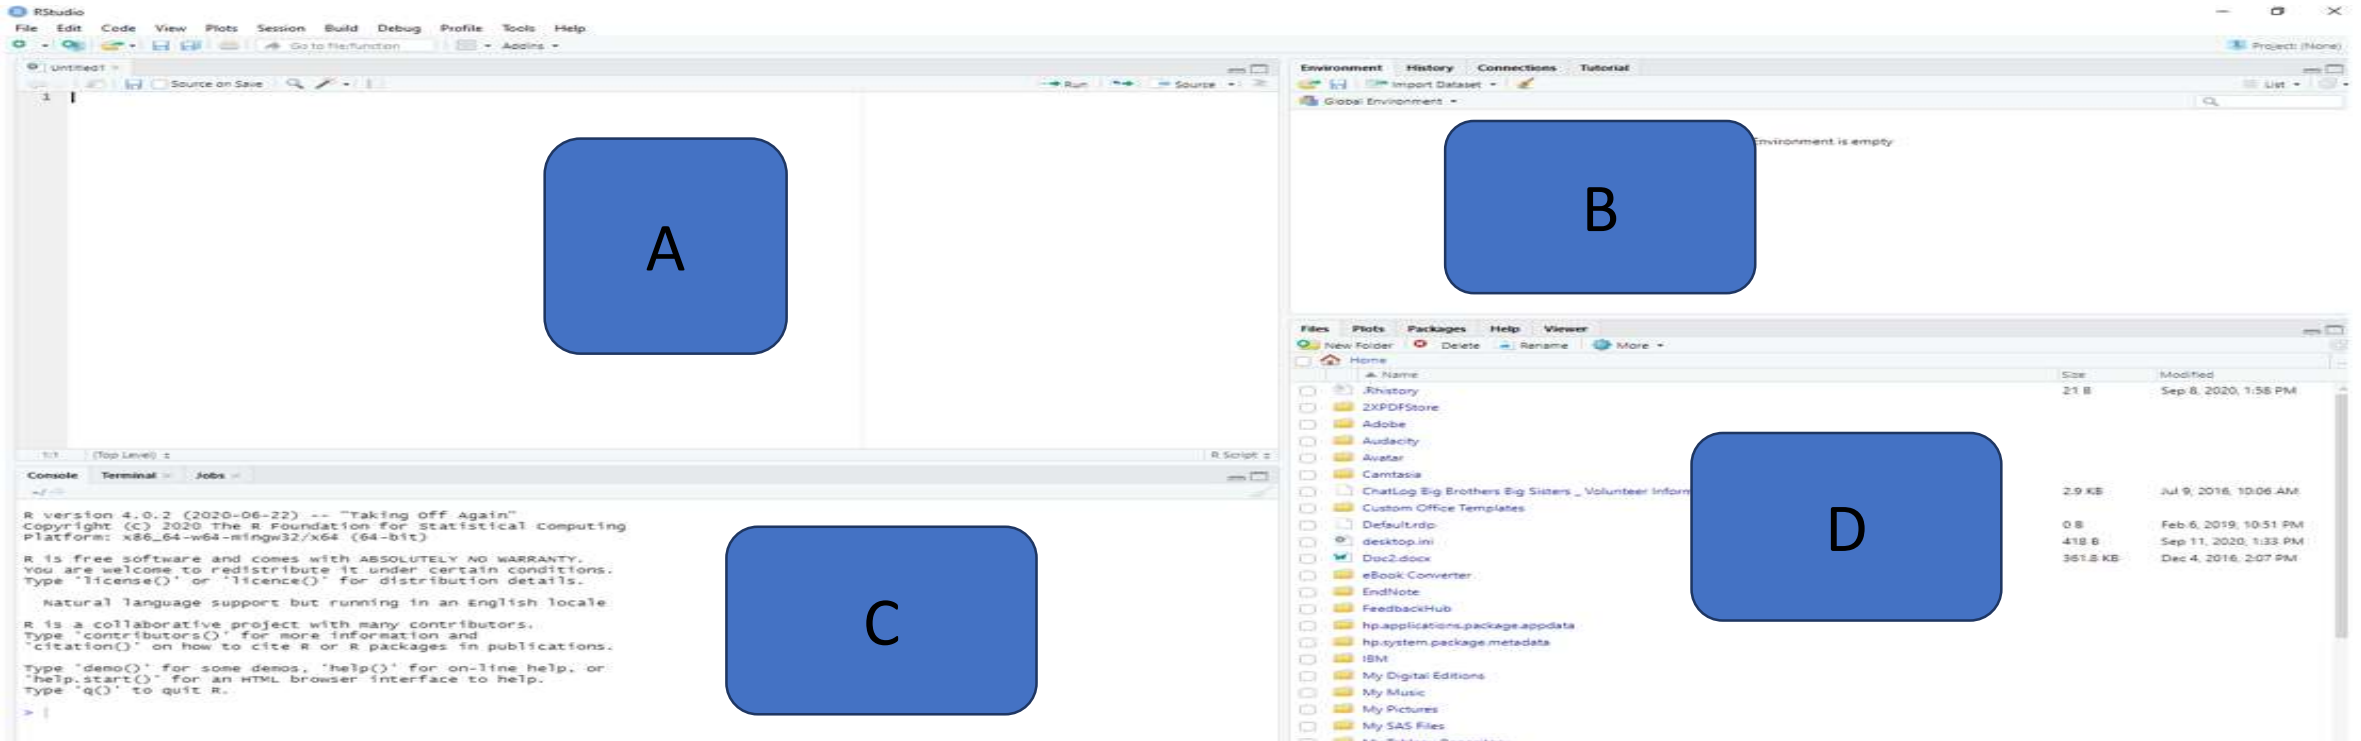 RStudio
File Edit Code View Plots Session Build Debug Profile Tools Help
Go to file/function Addins
Project: (None)
Untitled1
Source on Save Run Source
1
A
1:1 (Top Level) R Script
Console Terminal Jobs
~/
R version 4.0.2 (2020-06-22) -- "Taking Off Again"
Copyright (C) 2020 The R Foundation for Statistical Computing
Platform: x86_64-w64-mingw32/x64 (64-bit)
R is free software and comes with ABSOLUTELY NO WARRANTY.
You are welcome to redistribute it under certain conditions.
Type 'license()' or 'licence()' for distribution details.
Natural language support but running in an English locale
R is a collaborative project with many contributors.
Type 'contributors()' for more information and
'citation()' on how to cite R or R packages in publications.
Type 'demo()' for some demos, 'help()' for on-line help, or
'help.start()' for an HTML browser interface to help.
Type 'q()' to quit R.
>
C
Environment History Connections Tutorial
Import Dataset List
Global Environment
Environment is empty
B
Files Plots Packages Help Viewer
New Folder Delete Rename More
Home
Name Size Modified
.Rhistory 21 B Sep 8, 2020, 1:58 PM
2XPDFStore
Adobe
Audacity
Avatar
Camtasia
ChatLog Big Brothers Big Sisters _ Volunteer Inform 2.9 KB Jul 9, 2016, 10:06 AM
Custom Office Templates
Default.rdp 0 B Feb 6, 2019, 10:51 PM
desktop.ini 418 B Sep 11, 2020, 1:33 PM
Doc2.docx 361.8 KB Dec 4, 2016, 2:07 PM
eBook Converter
EndNote
FeedbackHub
hp.applications.package.appdata
hp.system.package.metadata
IBM
My Digital Editions
My Music
My Pictures
My SAS Files
D